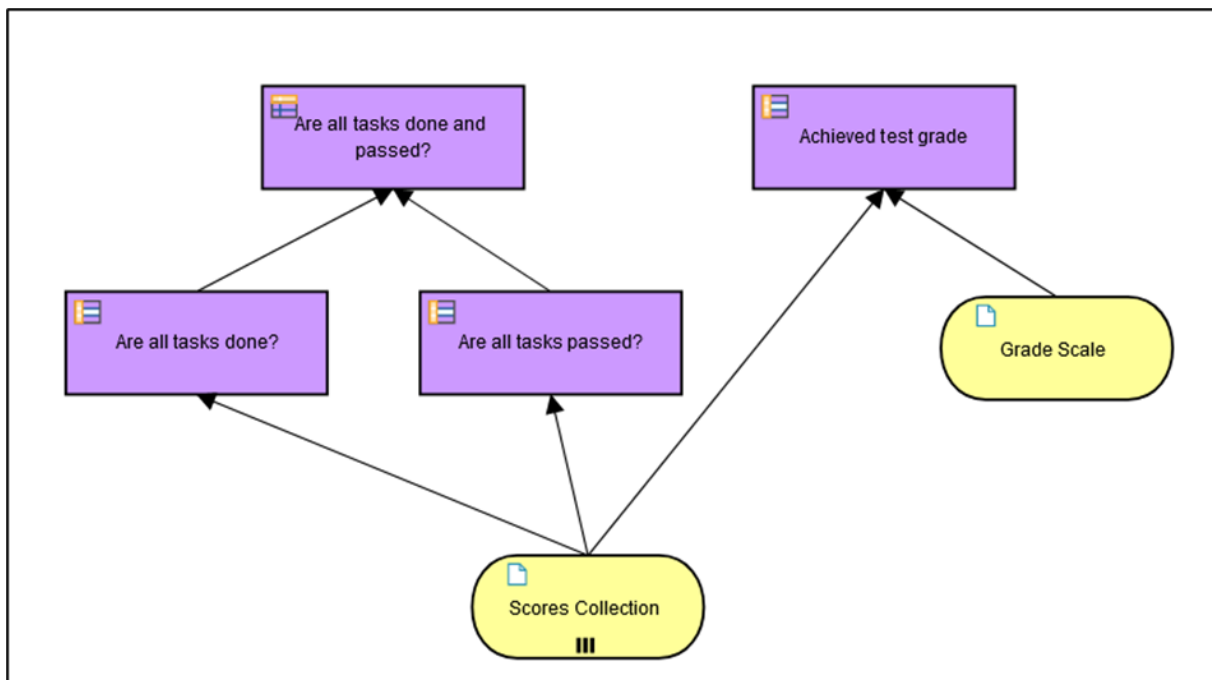 Are all tasks done and
passed?
Achieved test grade
Are all tasks done?
Are all tasks passed?
Grade Scale
Scores Collection